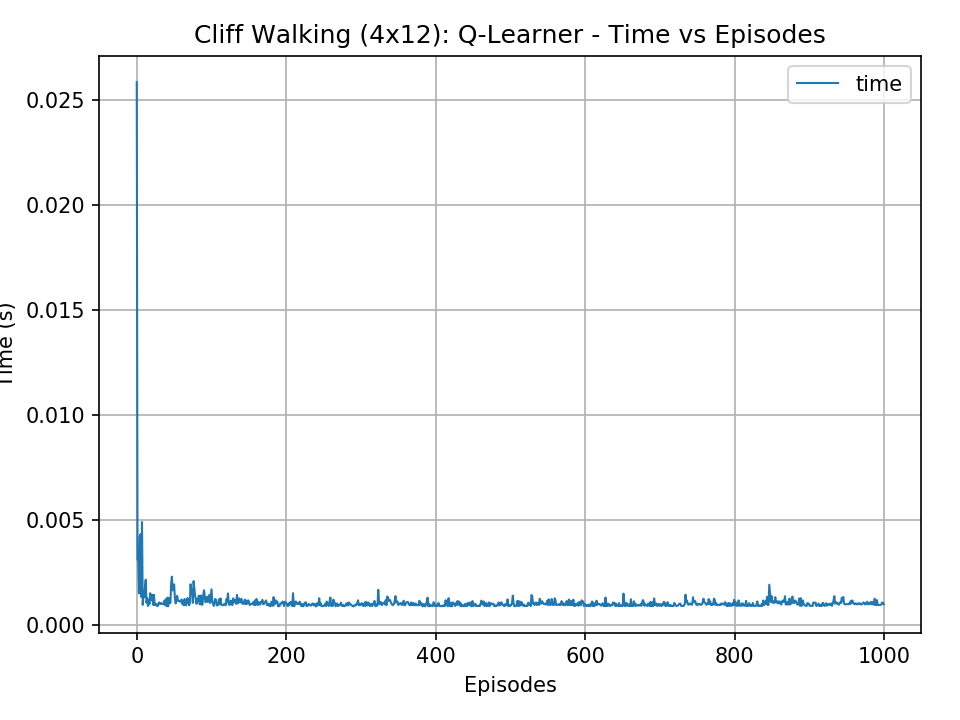 Cliff Walking (4x12): Q-Learner - Time vs Episodes
time
0.025
0.020
0.015
0.010
0.005
0.000
Time (s)
0 200 400 600 800 1000
Episodes